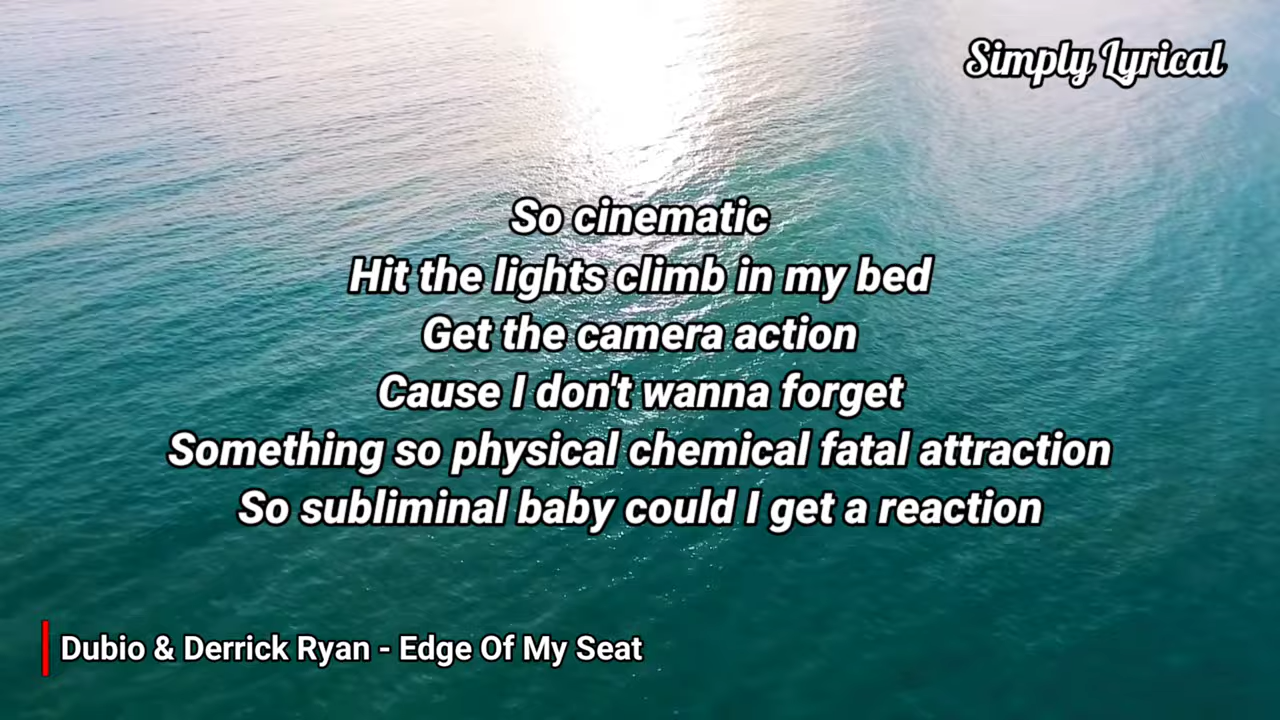 Simply Lyrical
So cinematic
Hit the lights climb in my bed
Get the camera action
Cause I don't wanna forget
Something so physical chemical fatal attraction
So subliminal baby could I get a reaction
Dubio & Derrick Ryan - Edge Of My Seat